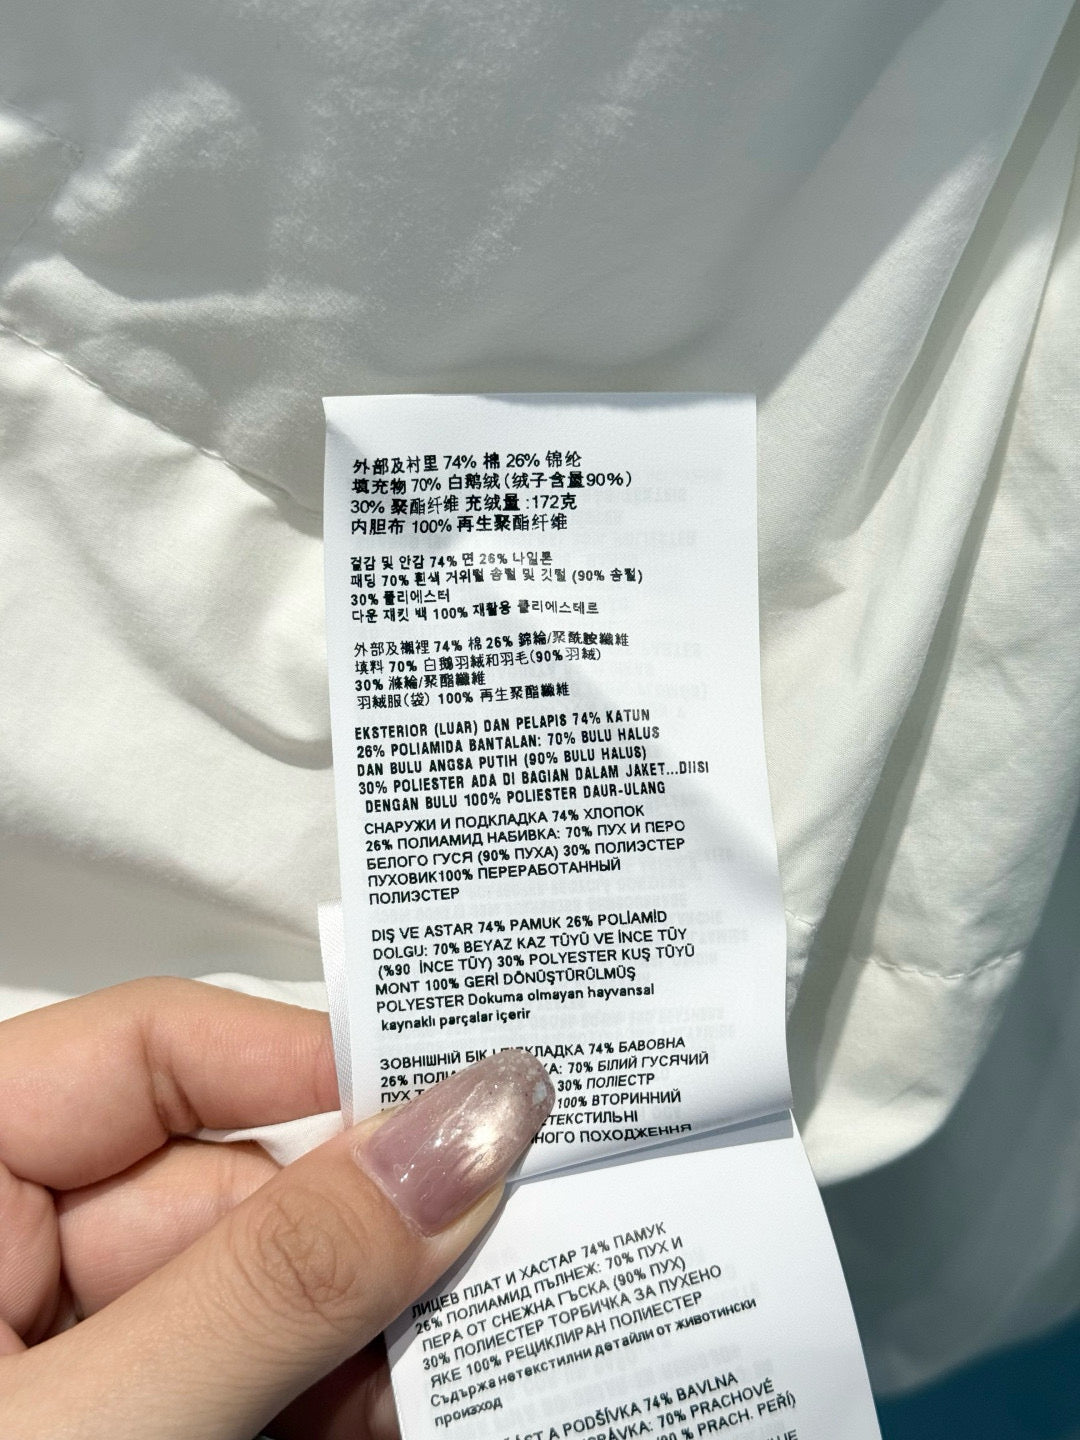 外部及衬里 74% 棉 26% 锦纶
填充物 70% 白鹅绒(绒子含量90%)
30% 聚酯纤维 充绒量 :172克
内胆布 100% 再生聚酯纤维
겉감 및 안감 74% 면 26% 나일론
패딩 70% 흰색 거위털 솜털 및 깃털 (90% 솜털)
30% 폴리에스터
다운 재킷 백 100% 재활용 폴리에스테르
外部及襯裡 74% 棉 26% 錦綸/聚酰胺纖維
填料 70% 白鵝羽絨和羽毛(90%羽絨)
30% 滌綸/聚酯纖維
羽絨服(袋) 100% 再生聚酯纖維
EKSTERIOR (LUAR) DAN PELAPIS 74% KATUN
26% POLIAMIDA BANTALAN: 70% BULU HALUS
DAN BULU ANGSA PUTIH (90% BULU HALUS)
30% POLIESTER ADA DI BAGIAN DALAM JAKET...DIISI
DENGAN BULU 100% POLIESTER DAUR-ULANG
СНАРУЖИ И ПОДКЛАДКА 74% ХЛОПОК
26% ПОЛИАМИД НАБИВКА: 70% ПУХ И ПЕРО
БЕЛОГО ГУСЯ (90% ПУХА) 30% ПОЛИЭСТЕР
ПУХОВИК100% ПЕРЕРАБОТАННЫЙ
ПОЛИЭСТЕР
DIŞ VE ASTAR 74% PAMUK 26% POLİAMİD
DOLGU: 70% BEYAZ KAZ TÜYÜ VE İNCE TÜY
(%90 İNCE TÜY) 30% POLYESTER KUŞ TÜYÜ
MONT 100% GERİ DÖNÜŞTÜRÜLMÜŞ
POLYESTER Dokuma olmayan hayvansal
kaynaklı parçalar içerir
ЗОВНІШНІЙ БІК КЛАДКА 74% БАВОВНА
26% КА: 70% БІЛИЙ ГУСЯЧИЙ
ПУХ 30% ПОЛІЕСТР
100% ВТОРИННИЙ
ЕТЕКСТИЛЬНІ
НОГО ПОХОДЖЕННЯ
ЛИЦЕВ ПЛАТ И ХАСТАР 74% ПАМУК
26% ПОЛИАМИД ПЪЛНЕЖ: 70% ПУХ И
ПЕРА ОТ СНЕЖНА ГЪСКА (90% ПУХ)
30% ПОЛИЕСТЕР ТОРБИЧКА ЗА ПУХЕНО
ЯКЕ 100% РЕЦИКЛИРАН ПОЛИЕСТЕР
Съдържа нетекстилни детайли от животински
произход
A PODŠÍVKA 74% BAVLNA
70% PRACHOVÉ
PRACH. PEŘÍ)